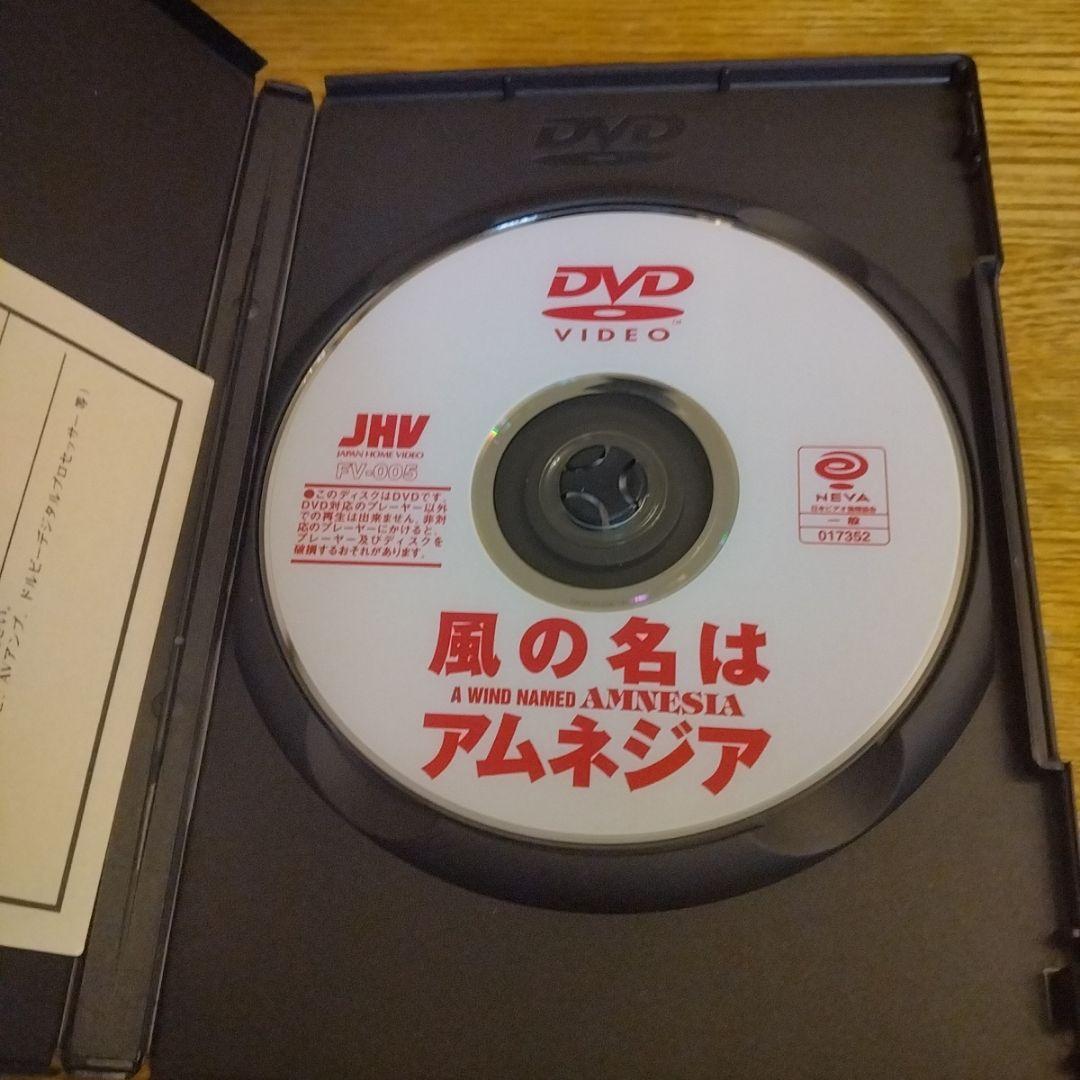 DVD
DVD
VIDEO
TM
JHV
JAPAN HOME VIDEO
FV-005
●このディスクはDVDです。
DVD対応のプレーヤー以外
での再生は出来ません。非対
応のプレーヤーにかけると、
プレーヤー及びディスクを
破損するおそれがあります。
NEVA
日本ビデオ倫理協会
一般
017352
風の名は
A WIND NAMED AMNESIA
アムネジア
AVアンプ、ドルビーデジタルプロセッサー 等)
さい。